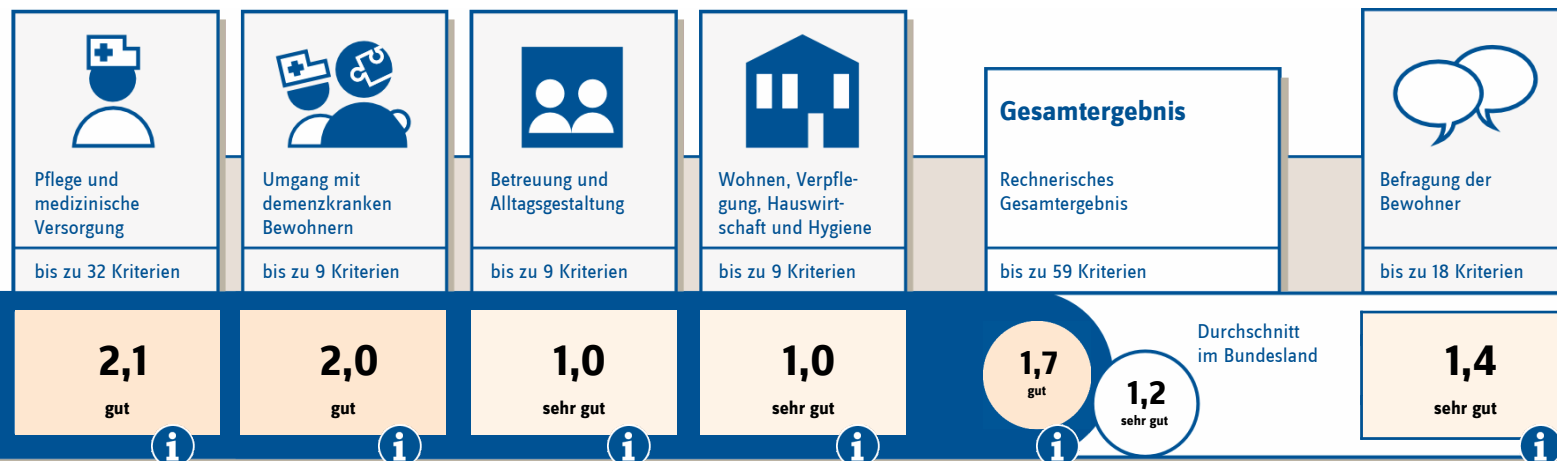 Pflege und
medizinische
Versorgung
bis zu 32 Kriterien
2,1
gut
i
Umgang mit
demenzkranken
Bewohnern
bis zu 9 Kriterien
2,0
gut
i
Betreuung und
Alltagsgestaltung
bis zu 9 Kriterien
1,0
sehr gut
i
Wohnen, Verpfle-
gung, Hauswirt-
schaft und Hygiene
bis zu 9 Kriterien
1,0
sehr gut
i
Gesamtergebnis
Rechnerisches
Gesamtergebnis
bis zu 59 Kriterien
1,7
gut
i
1,2
sehr gut
Durchschnitt
im Bundesland
Befragung der
Bewohner
bis zu 18 Kriterien
1,4
sehr gut
i